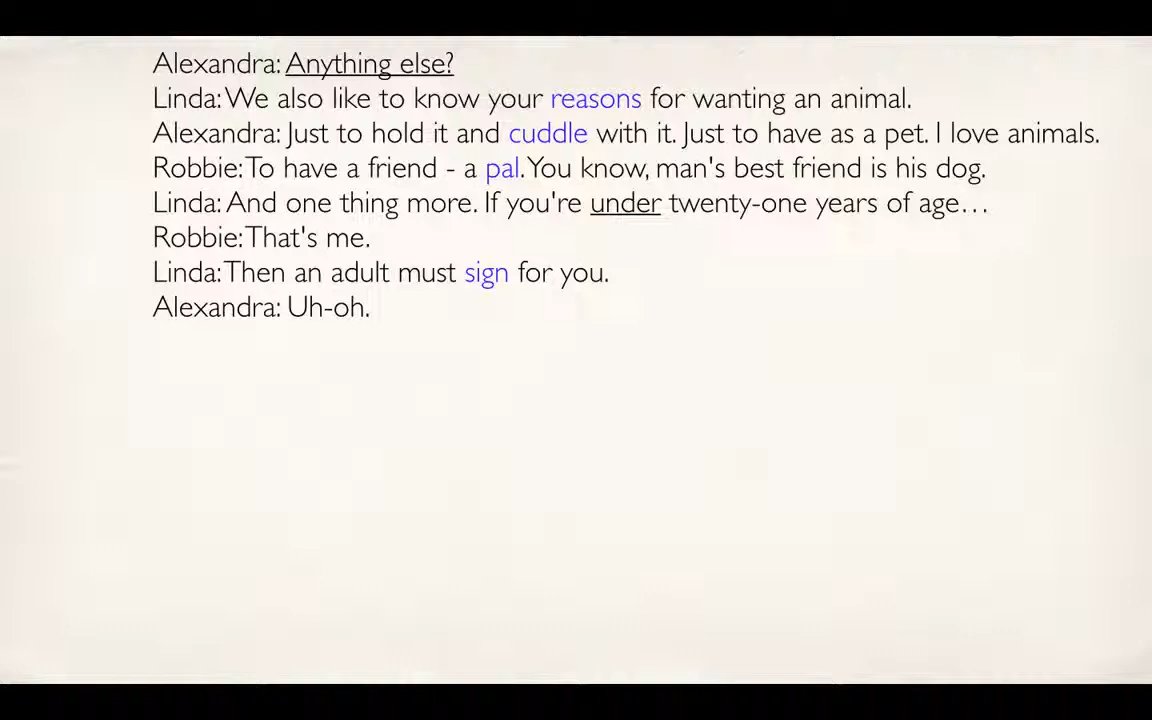 Alexandra: Anything else?
Linda: We also like to know your reasons for wanting an animal.
Alexandra: Just to hold it and cuddle with it. Just to have as a pet. I love animals.
Robbie: To have a friend - a pal. You know, man's best friend is his dog.
Linda: And one thing more. If you're under twenty-one years of age…
Robbie: That's me.
Linda: Then an adult must sign for you.
Alexandra: Uh-oh.